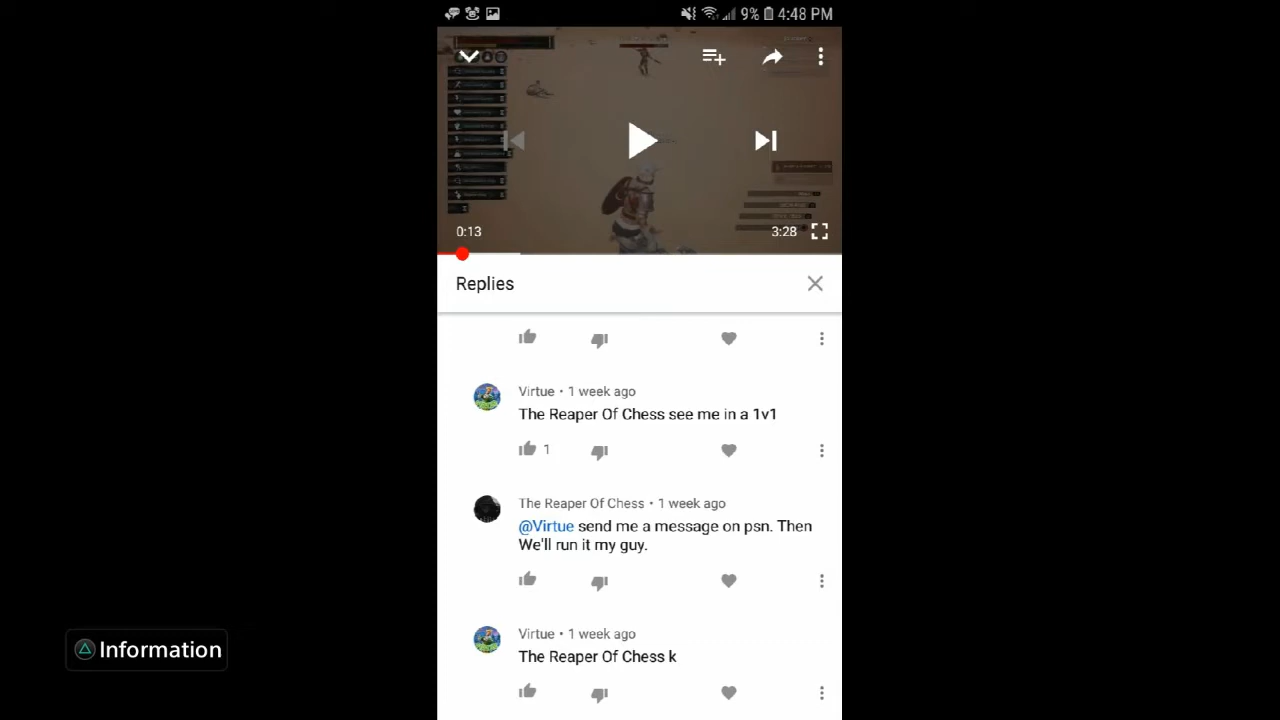 9% 4:48 PM
0:13
3:28
Replies
Virtue • 1 week ago
The Reaper Of Chess see me in a 1v1
1
The Reaper Of Chess • 1 week ago
@Virtue send me a message on psn. Then
We'll run it my guy.
Virtue • 1 week ago
The Reaper Of Chess k
Information